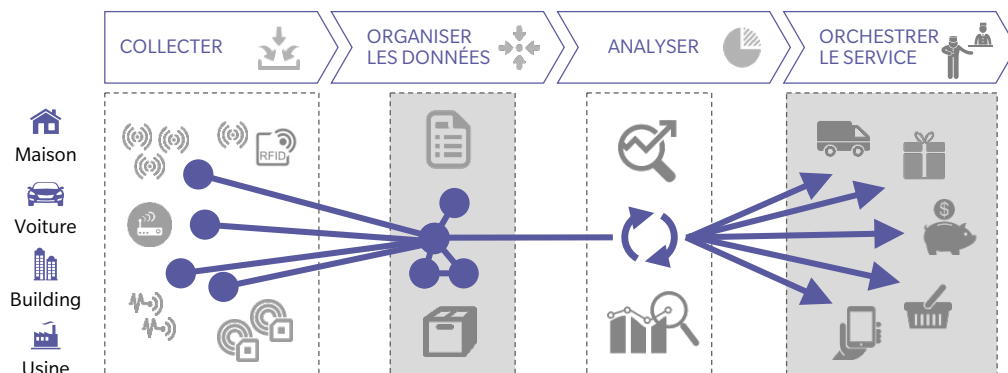 COLLECTER
ORGANISER
LES DONNÉES
ANALYSER
ORCHESTRER
LE SERVICE
Maison
Voiture
Building
Usine
RFID
$